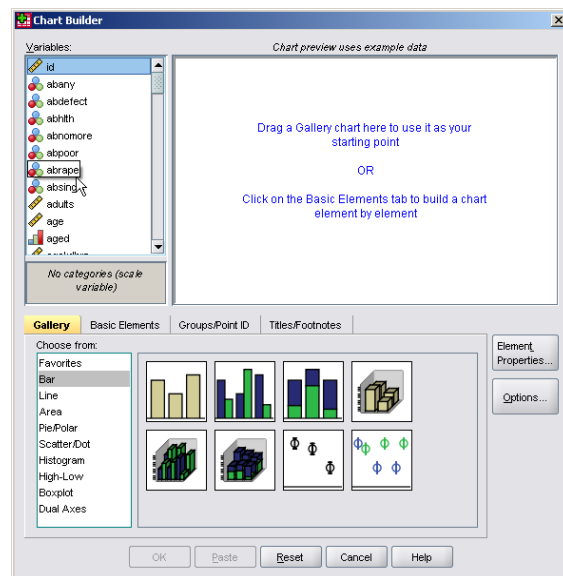 Chart Builder
Variables:
Chart preview uses example data
id
abany
abdefect
abhlth
abnomore
abpoor
abrape
absing
adults
age
aged
Drag a Gallery chart here to use it as your
starting point
OR
Click on the Basic Elements tab to build a chart
element by element
No categories (scale
variable)
Gallery
Basic Elements
Groups/Point ID
Titles/Footnotes
Choose from:
Favorites
Bar
Line
Area
Pie/Polar
Scatter/Dot
Histogram
High-Low
Boxplot
Dual Axes
Element
Properties...
Options...
OK
Paste
Reset
Cancel
Help